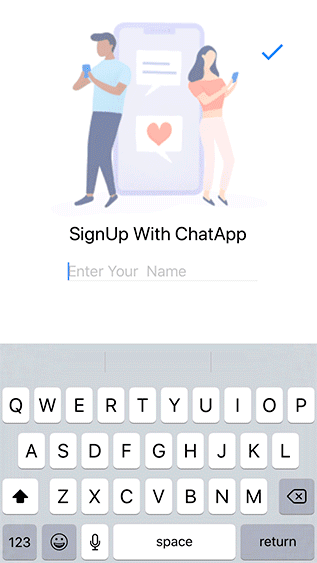 SignUp With ChatApp
Enter Your  Name
Q W E R T Y U I O P
A S D F G H J K L
Z X C V B N M
123 space return